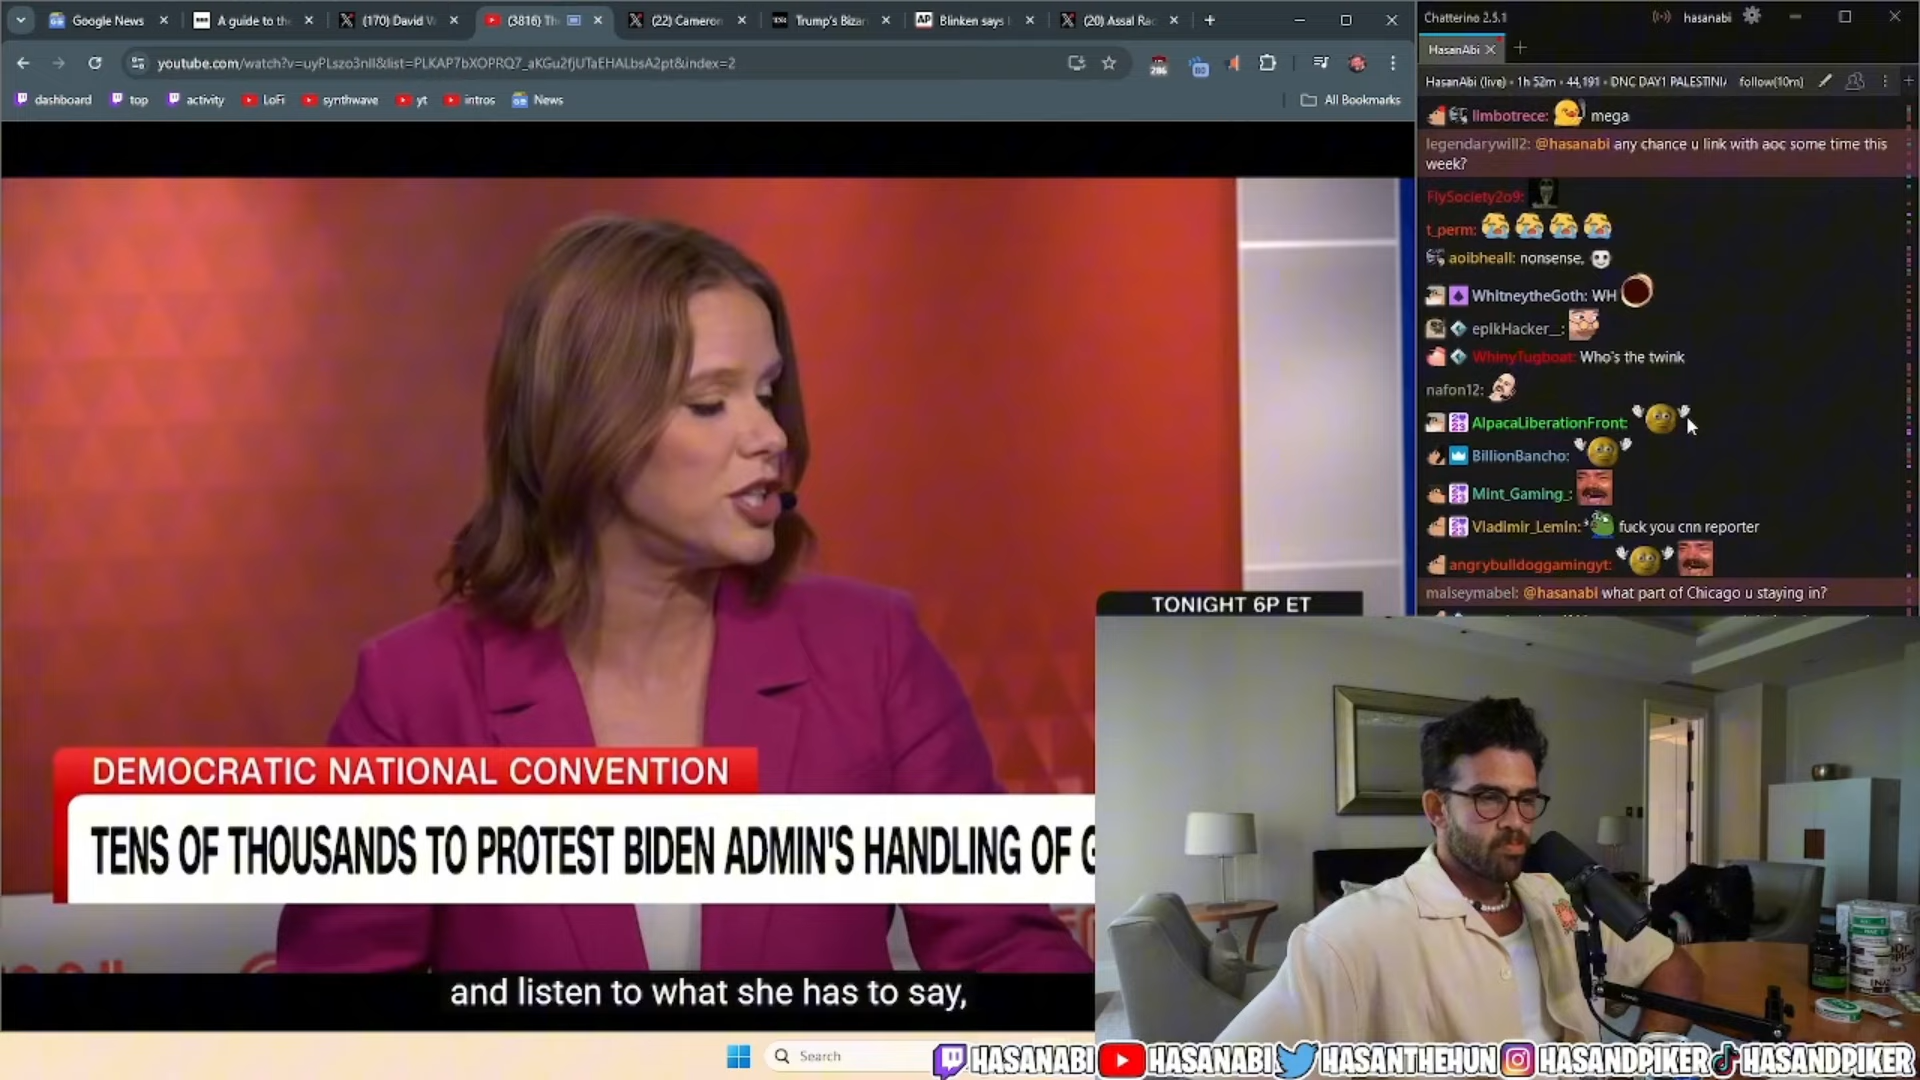 Google News
A guide to the
(170) David W
(3816) Th
(22) Cameron
Trump's Bizar
AP Blinken says
(20) Assal Ra
youtube.com/watch?v=uyPLszo3nII&list=PLKAP7bXOPRQ7_aKGu2fJUTaEHALbsA2pt&index=2
286
80
dashboard
top
activity
LoFi
synthwave
yt
intros
News
All Bookmarks
Chatterino 2.5.1
hasanabi
HasanAbi
HasanAbi (live) • 1h 52m • 44,191 • DNC DAY1 PALESTINI
follow(10m)
limbotrece: mega
legendarywill2: @hasanabi any chance u link with aoc some time this
week?
FlySociety2o9:
t_perm:
aoibheall: nonsense,
WhitneytheGoth: WH
epikHacker__:
WhinyTugboat: Who's the twink
nafon12:
AlpacaLiberationFront:
BillionBancho:
Mint_Gaming_:
Vladimir_Lemin: fuck you cnn reporter
angrybulldoggamingyt:
maiseymabel: @hasanabi what part of Chicago u staying in?
TONIGHT 6P ET
DEMOCRATIC NATIONAL CONVENTION
TENS OF THOUSANDS TO PROTEST BIDEN ADMIN'S HANDLING OF G
and listen to what she has to say,
Search
HASANABI
HASANABI
HASANTHEHUN
HASANDPIKER
HASANDPIKER